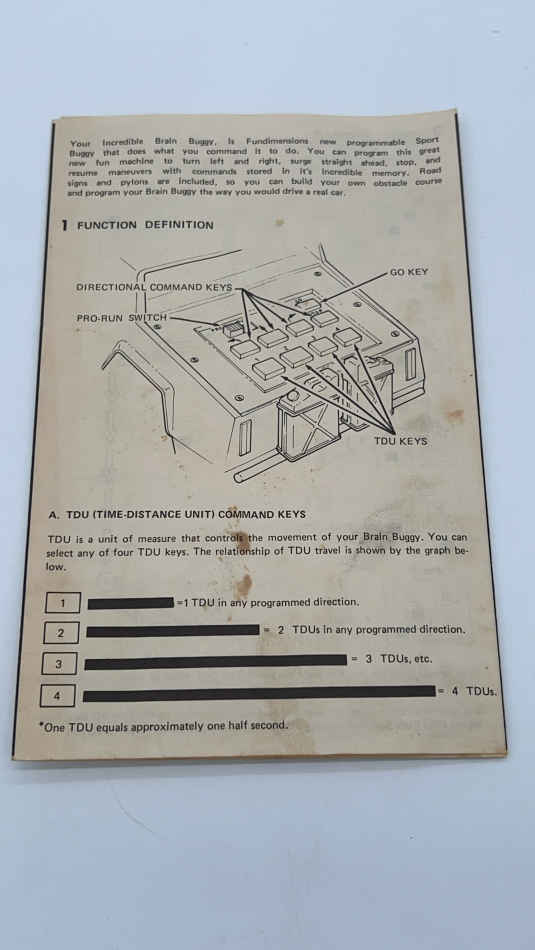 Your Incredible Brain Buggy, Is Fundimensions new programmable Sport
Buggy that does what you command it to do. You can program this great
new fun machine to turn left and right, surge straight ahead, stop, and
resume maneuvers with commands stored in it's incredible memory. Road
signs and pylons are included, so you can build your own obstacle course
and program your Brain Buggy the way you would drive a real car.
1 FUNCTION DEFINITION
GO KEY
DIRECTIONAL COMMAND KEYS
PRO-RUN SWITCH
TDU KEYS
A. TDU (TIME-DISTANCE UNIT) COMMAND KEYS
TDU is a unit of measure that controls the movement of your Brain Buggy. You can
select any of four TDU keys. The relationship of TDU travel is shown by the graph be-
low.
1 =1 TDU in any programmed direction.
2 = 2 TDUs in any programmed direction.
3 = 3 TDUs, etc.
4 = 4 TDUs.
*One TDU equals approximately one half second.